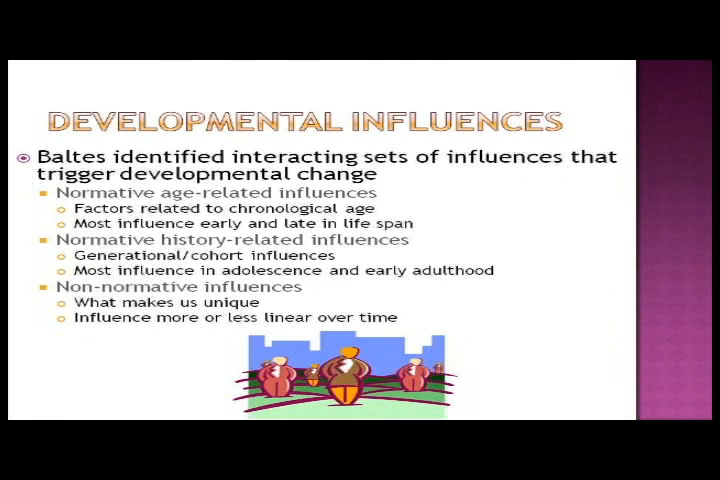 DEVELOPMENTAL INFLUENCES
Baltes identified interacting sets of influences that
trigger developmental change
Normative age-related influences
Factors related to chronological age
Most influence early and late in life span
Normative history-related influences
Generational/cohort influences
Most influence in adolescence and early adulthood
Non-normative influences
What makes us unique
Influence more or less linear over time